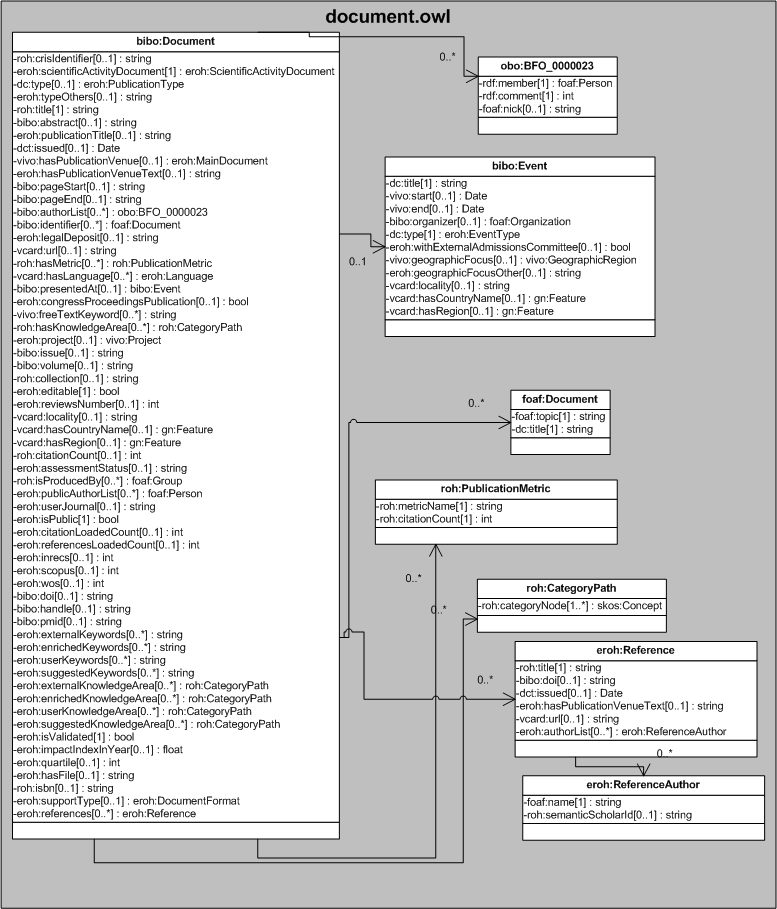 document.owl
bibo:Document
-roh:crisIdentifier[0..1] : string
-eroh:scientificActivityDocument[1] : eroh:ScientificActivityDocument
-dc:type[0..1] : eroh:PublicationType
-eroh:typeOthers[0..1] : string
-roh:title[1] : string
-bibo:abstract[0..1] : string
-eroh:publicationTitle[0..1] : string
-dct:issued[0..1] : Date
-vivo:hasPublicationVenue[0..1] : eroh:MainDocument
-eroh:hasPublicationVenueText[0..1] : string
-bibo:pageStart[0..1] : string
-bibo:pageEnd[0..1] : string
-bibo:authorList[0..*] : obo:BFO_0000023
-bibo:identifier[0..*] : foaf:Document
-eroh:legalDeposit[0..1] : string
-vcard:url[0..1] : string
-roh:hasMetric[0..*] : roh:PublicationMetric
-vcard:hasLanguage[0..*] : eroh:Language
-bibo:presentedAt[0..1] : bibo:Event
-eroh:congressProceedingsPublication[0..1] : bool
-vivo:freeTextKeyword[0..*] : string
-roh:hasKnowledgeArea[0..*] : roh:CategoryPath
-eroh:project[0..1] : vivo:Project
-bibo:issue[0..1] : string
-bibo:volume[0..1] : string
-roh:collection[0..1] : string
-eroh:editable[1] : bool
-eroh:reviewsNumber[0..1] : int
-vcard:locality[0..1] : string
-vcard:hasCountryName[0..1] : gn:Feature
-vcard:hasRegion[0..1] : gn:Feature
-roh:citationCount[0..1] : int
-eroh:assessmentStatus[0..1] : string
-roh:isProducedBy[0..*] : foaf:Group
-eroh:publicAuthorList[0..*] : foaf:Person
-eroh:userJournal[0..1] : string
-eroh:isPublic[1] : bool
-eroh:citationLoadedCount[0..1] : int
-eroh:referencesLoadedCount[0..1] : int
-eroh:inrecs[0..1] : int
-eroh:scopus[0..1] : int
-eroh:wos[0..1] : int
-bibo:doi[0..1] : string
-bibo:handle[0..1] : string
-bibo:pmid[0..1] : string
-eroh:externalKeywords[0..*] : string
-eroh:enrichedKeywords[0..*] : string
-eroh:userKeywords[0..*] : string
-eroh:suggestedKeywords[0..*] : string
-eroh:externalKnowledgeArea[0..*] : roh:CategoryPath
-eroh:enrichedKnowledgeArea[0..*] : roh:CategoryPath
-eroh:userKnowledgeArea[0..*] : roh:CategoryPath
-eroh:suggestedKnowledgeArea[0..*] : roh:CategoryPath
-eroh:isValidated[1] : bool
-eroh:impactIndexInYear[0..1] : float
-eroh:quartile[0..1] : int
-eroh:hasFile[0..1] : string
-roh:isbn[0..1] : string
-eroh:supportType[0..1] : eroh:DocumentFormat
-eroh:references[0..*] : eroh:Reference
0..*
obo:BFO_0000023
-rdf:member[1] : foaf:Person
-rdf:comment[1] : int
-foaf:nick[0..1] : string
0..1
bibo:Event
-dc:title[1] : string
-vivo:start[0..1] : Date
-vivo:end[0..1] : Date
-bibo:organizer[0..1] : foaf:Organization
-dc:type[1] : eroh:EventType
-eroh:withExternalAdmissionsCommittee[0..1] : bool
-vivo:geographicFocus[0..1] : vivo:GeographicRegion
-eroh:geographicFocusOther[0..1] : string
-vcard:locality[0..1] : string
-vcard:hasCountryName[0..1] : gn:Feature
-vcard:hasRegion[0..1] : gn:Feature
0..*
foaf:Document
-foaf:topic[1] : string
-dc:title[1] : string
roh:PublicationMetric
-roh:metricName[1] : string
-roh:citationCount[1] : int
0..*
0..*
roh:CategoryPath
-roh:categoryNode[1..*] : skos:Concept
0..*
eroh:Reference
-roh:title[1] : string
-bibo:doi[0..1] : string
-dct:issued[0..1] : Date
-eroh:hasPublicationVenueText[0..1] : string
-vcard:url[0..1] : string
-eroh:authorList[0..*] : eroh:ReferenceAuthor
0..*
eroh:ReferenceAuthor
-foaf:name[1] : string
-roh:semanticScholarId[0..1] : string